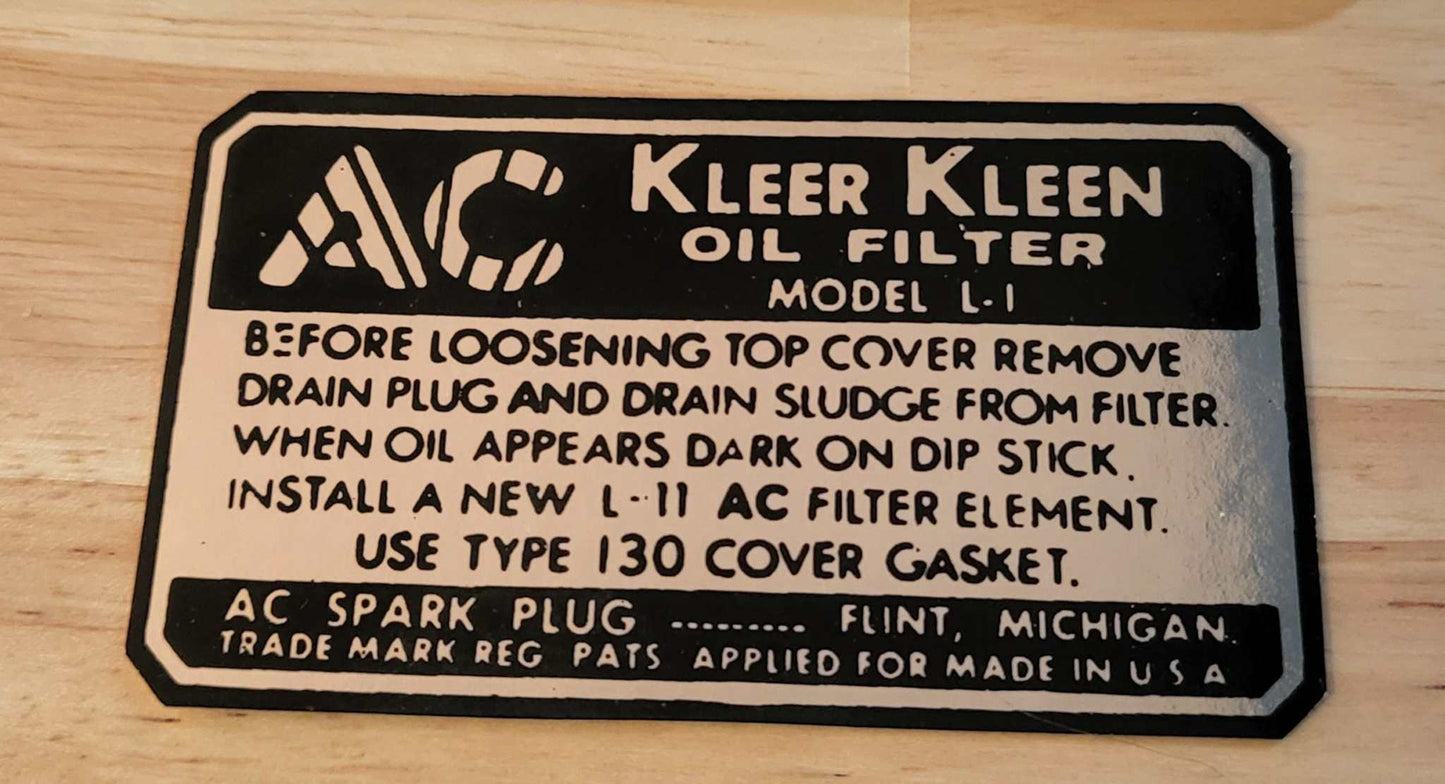 AC
KLEER KLEEN
OIL FILTER
MODEL L-1
BEFORE LOOSENING TOP COVER REMOVE
DRAIN PLUG AND DRAIN SLUDGE FROM FILTER.
WHEN OIL APPEARS DARK ON DIP STICK.
INSTALL A NEW L-11 AC FILTER ELEMENT.
USE TYPE 130 COVER GASKET.
AC SPARK PLUG ......... FLINT, MICHIGAN.
TRADE MARK REG PATS APPLIED FOR MADE IN U S A